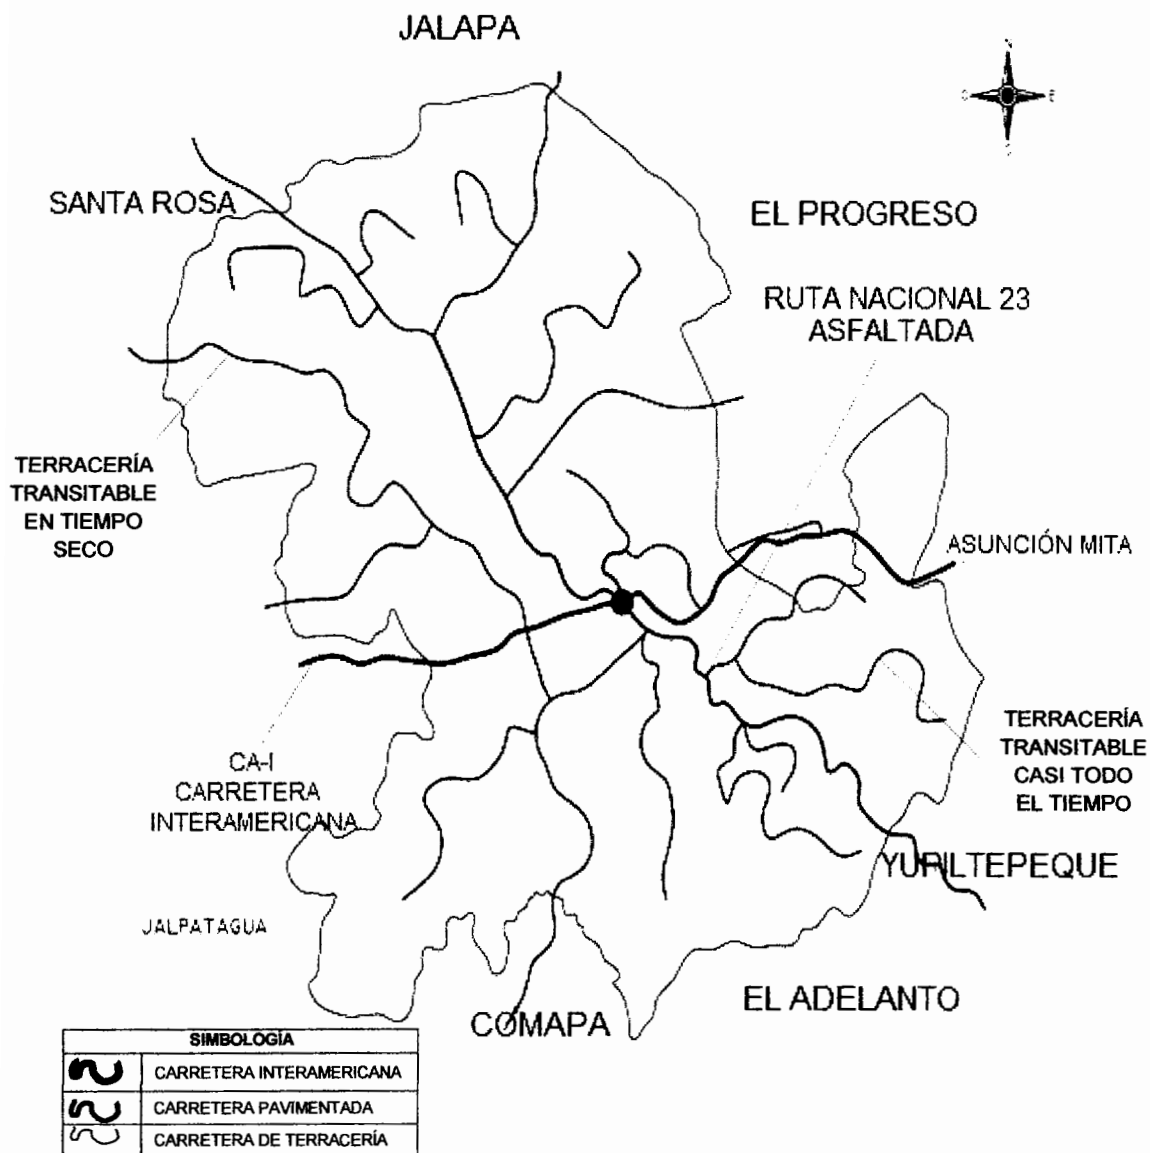 JALAPA
N
O
E
S
SANTA ROSA
EL PROGRESO
RUTA NACIONAL 23
ASFALTADA
TERRACERÍA
TRANSITABLE
EN TIEMPO
SECO
ASUNCIÓN MITA
TERRACERÍA
TRANSITABLE
CASI TODO
EL TIEMPO
CA-I
CARRETERA
INTERAMERICANA
YUPILTEPEQUE
JALPATAGUA
EL ADELANTO
COMAPA
SIMBOLOGÍA
CARRETERA INTERAMERICANA
CARRETERA PAVIMENTADA
CARRETERA DE TERRACERÍA